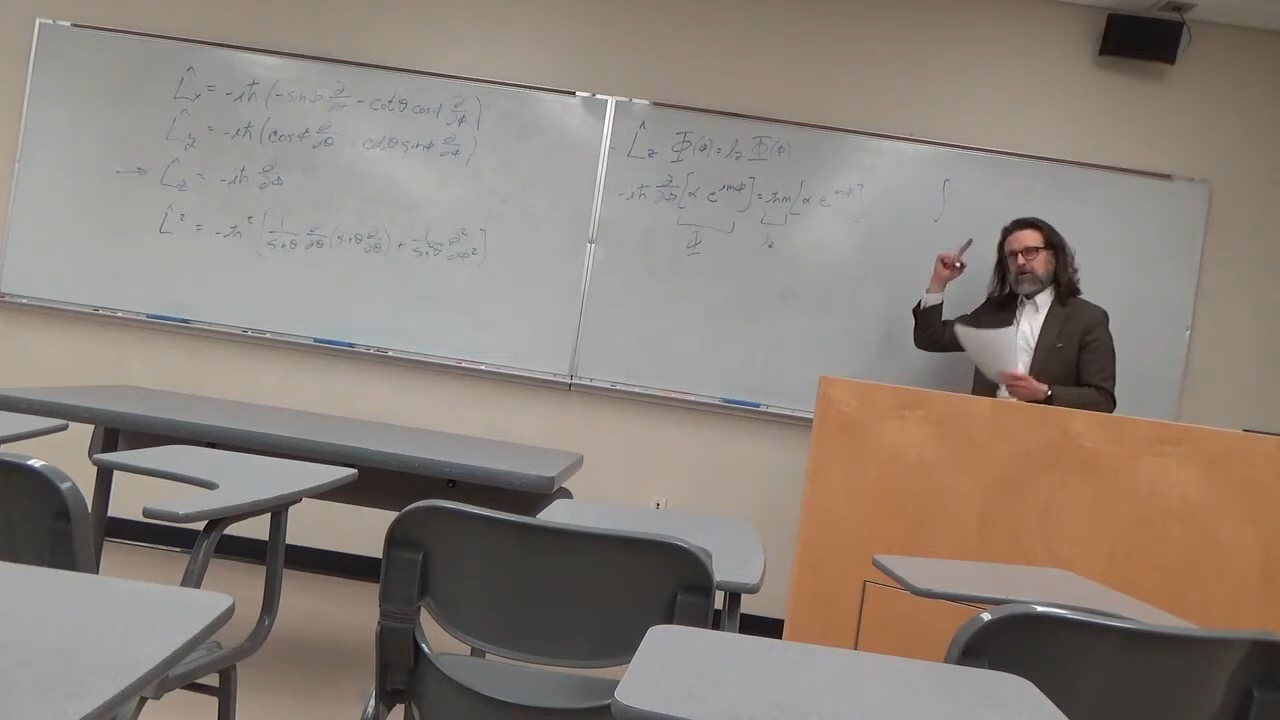 L̂x = -iħ (-sinφ ∂/∂θ - cotθ cosφ ∂/∂φ)
L̂y = -iħ (cosφ ∂/∂θ - cotθ sinφ ∂/∂φ)
→ L̂z = -iħ ∂/∂φ
L̂² = -ħ² [1/sinθ ∂/∂θ (sinθ ∂/∂θ) + 1/sin²θ ∂²/∂φ²]
L̂z Φ(φ) = lz Φ(φ)
-iħ ∂/∂φ [α e^imφ] = ħm [α e^imφ]
Φ lz
∫